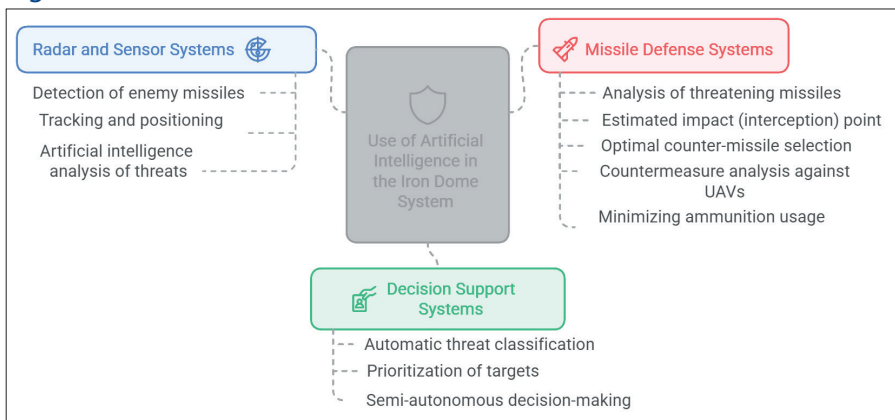 Radar and Sensor Systems
Detection of enemy missiles
Tracking and positioning
Artificial intelligence
analysis of threats
Use of Artificial
Intelligence in
the Iron Dome
System
Missile Defense Systems
Analysis of threatening missiles
Estimated impact (interception) point
Optimal counter-missile selection
Countermeasure analysis against
UAVs
Minimizing ammunition usage
Decision Support
Systems
Automatic threat classification
Prioritization of targets
Semi-autonomous decision-making